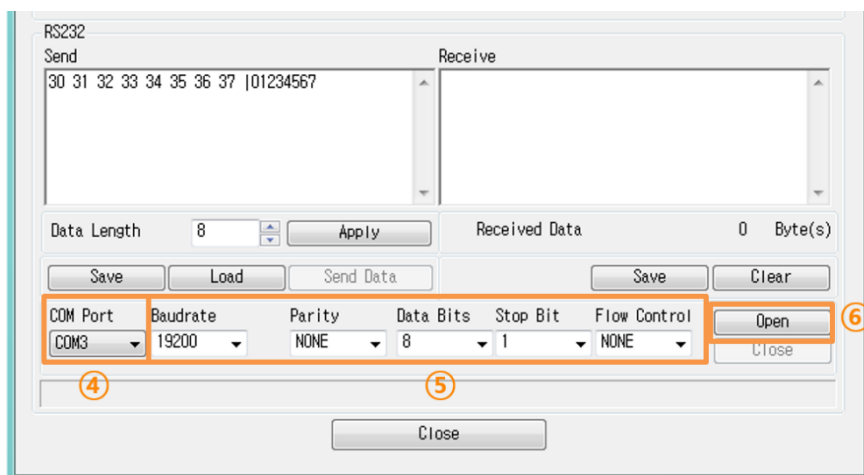 RS232
Send
Receive
30 31 32 33 34 35 36 37 |01234567
Data Length 8 Apply
Received Data 0 Byte(s)
Save Load Send Data
Save Clear
COM Port Baudrate Parity Data Bits Stop Bit Flow Control
Open
COM3 19200 NONE 8 1 NONE
Close
④ ⑤ ⑥
Close